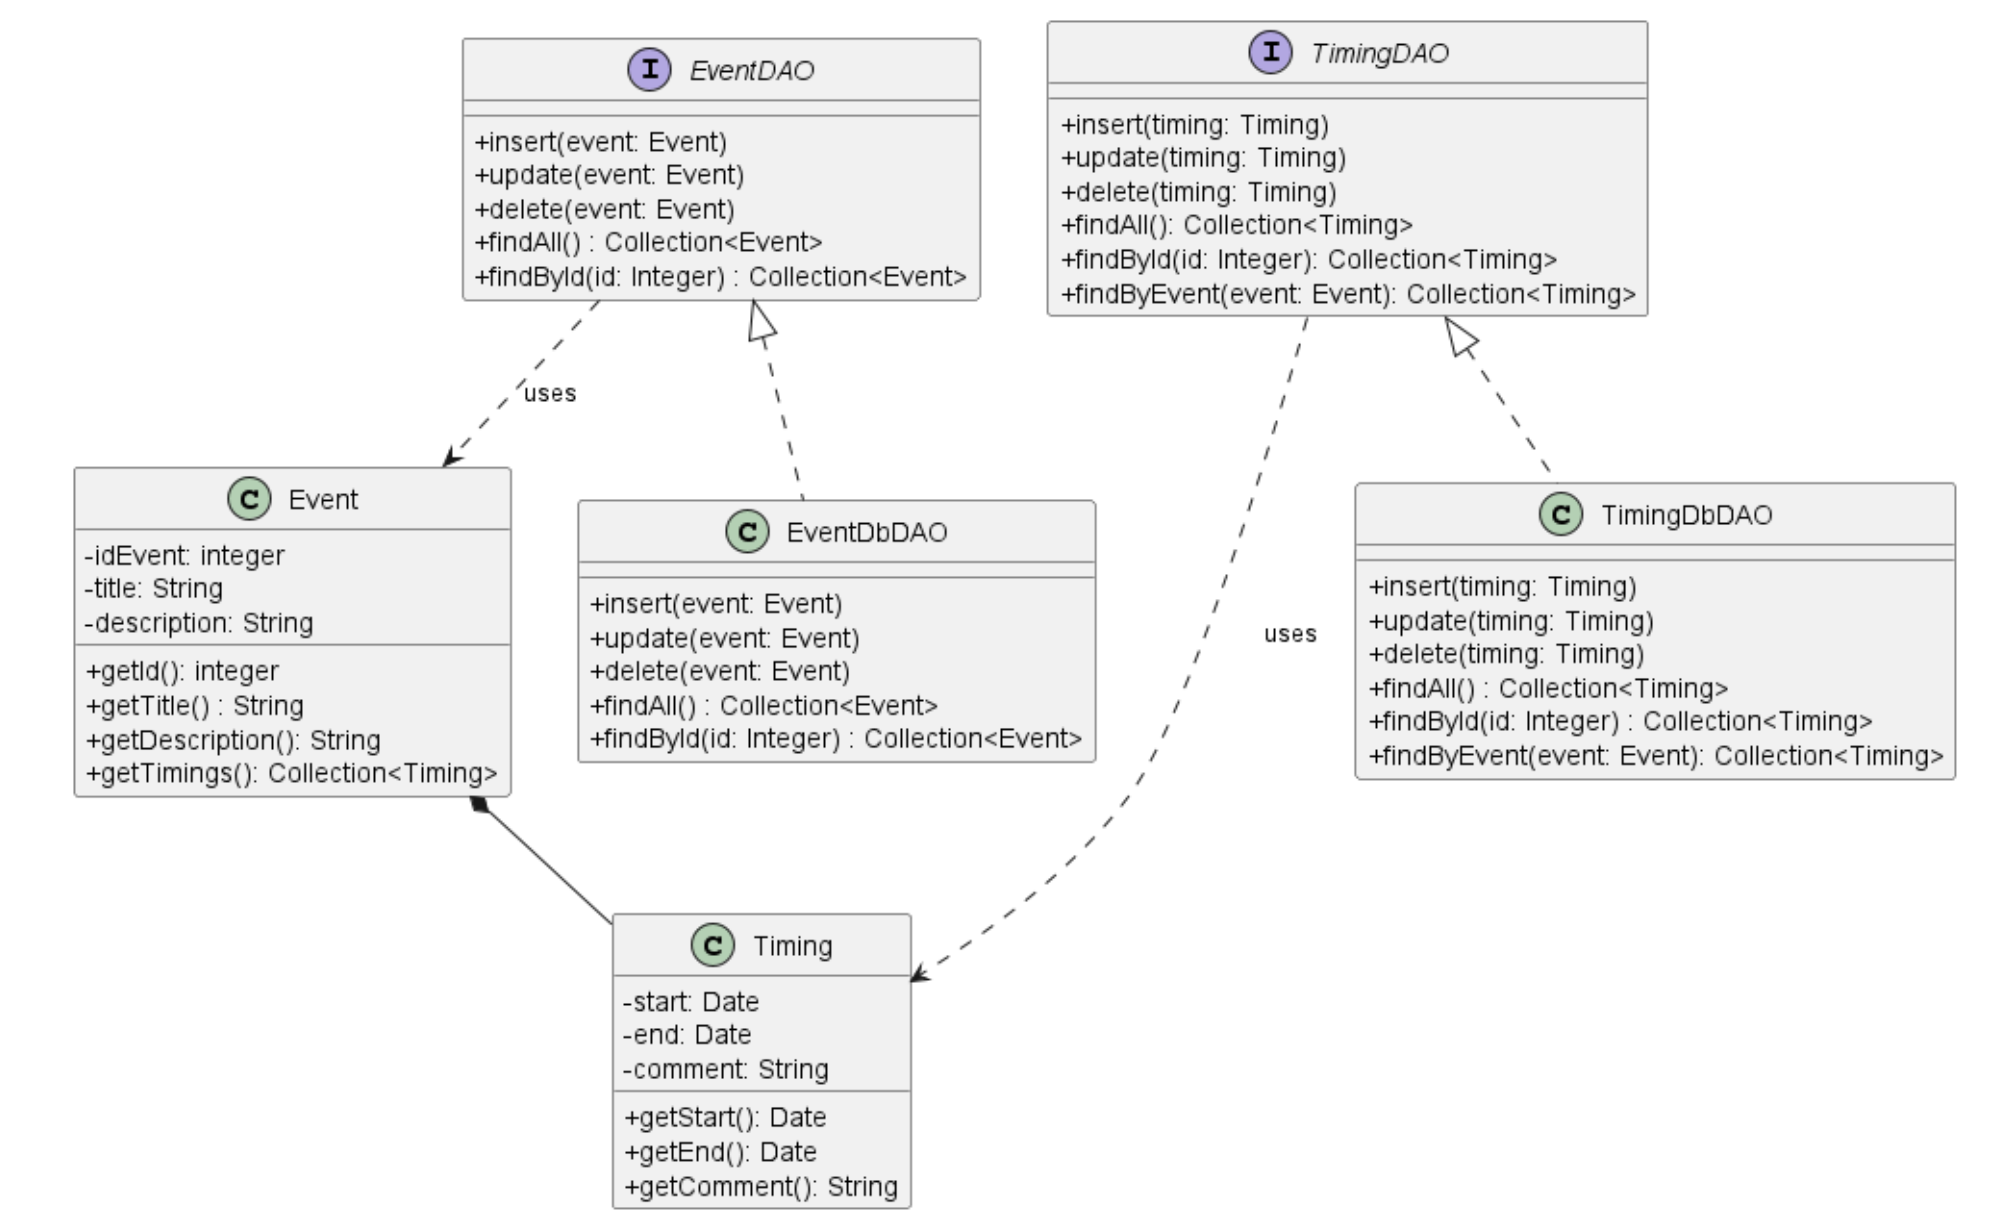 I EventDAO
+insert(event: Event)
+update(event: Event)
+delete(event: Event)
+findAll() : Collection<Event>
+findById(id: Integer) : Collection<Event>
I TimingDAO
+insert(timing: Timing)
+update(timing: Timing)
+delete(timing: Timing)
+findAll(): Collection<Timing>
+findById(id: Integer): Collection<Timing>
+findByEvent(event: Event): Collection<Timing>
uses
C Event
-idEvent: integer
-title: String
-description: String
+getId(): integer
+getTitle() : String
+getDescription(): String
+getTimings(): Collection<Timing>
C EventDbDAO
+insert(event: Event)
+update(event: Event)
+delete(event: Event)
+findAll() : Collection<Event>
+findById(id: Integer) : Collection<Event>
uses
C TimingDbDAO
+insert(timing: Timing)
+update(timing: Timing)
+delete(timing: Timing)
+findAll() : Collection<Timing>
+findById(id: Integer) : Collection<Timing>
+findByEvent(event: Event): Collection<Timing>
C Timing
-start: Date
-end: Date
-comment: String
+getStart(): Date
+getEnd(): Date
+getComment(): String